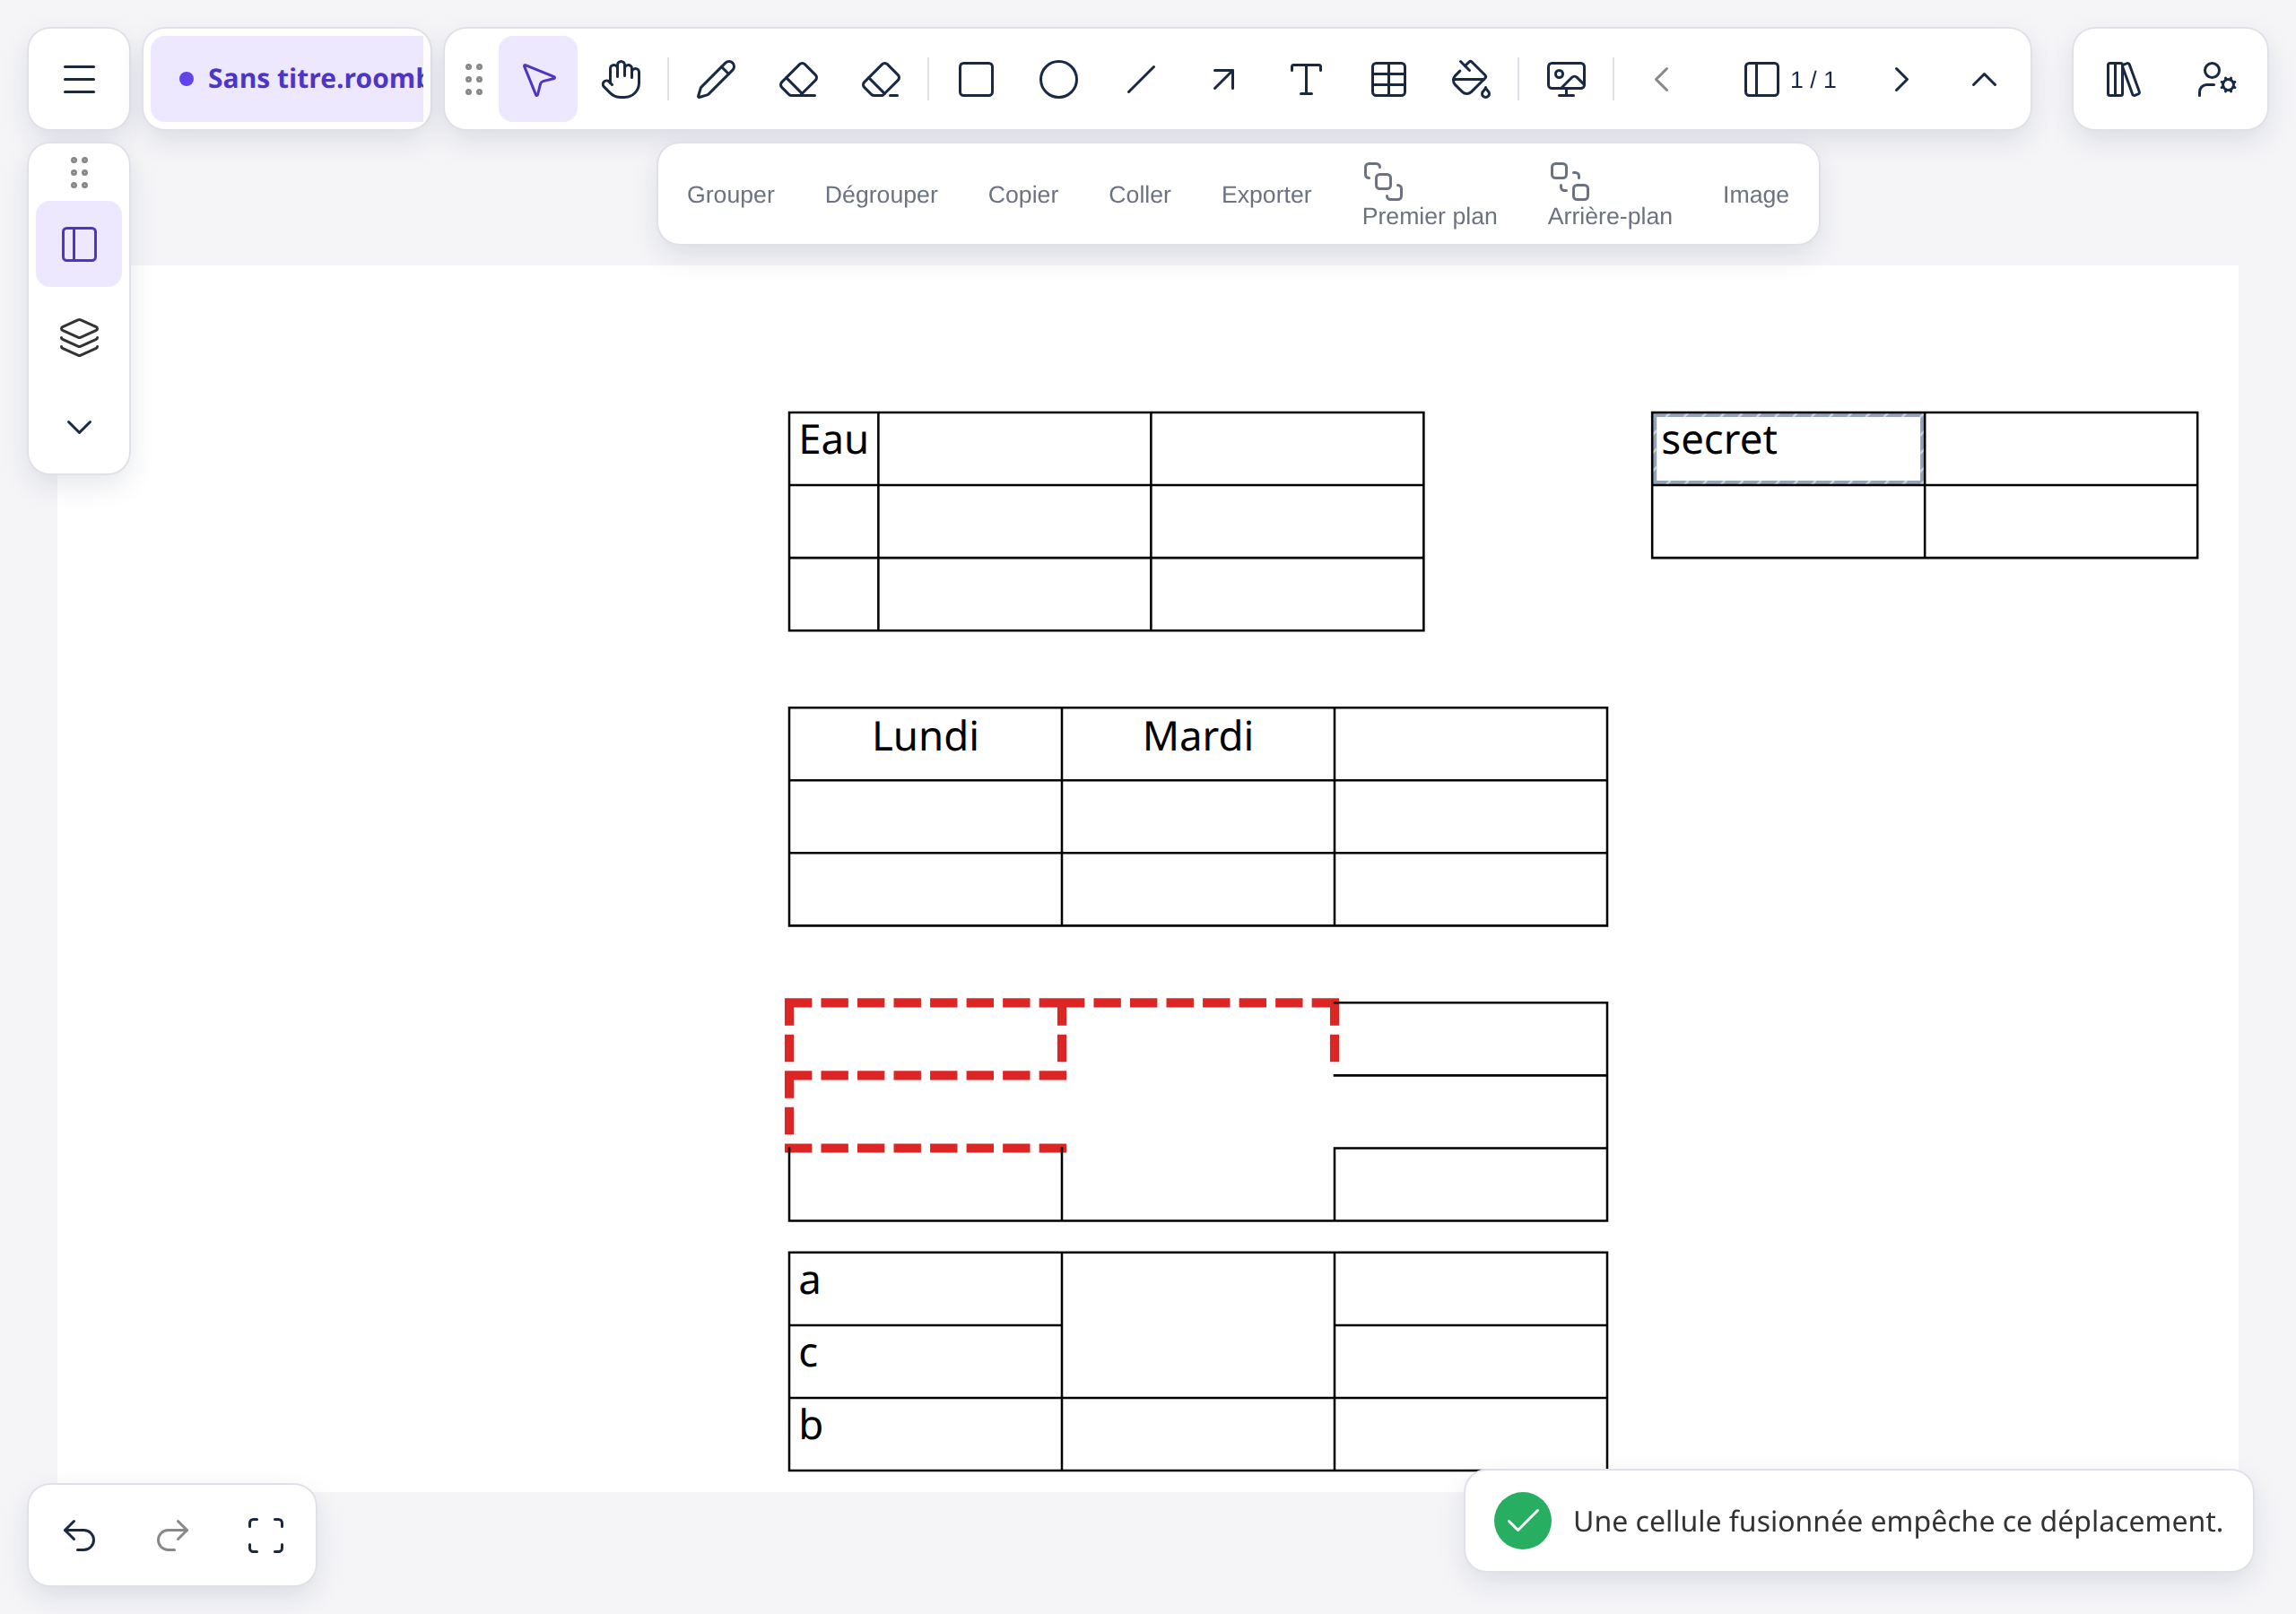 Sans titre.roomb
1 / 1
Grouper Dégrouper Copier Coller Exporter Premier plan Arrière-plan Image
Eau
secret
Lundi Mardi
a
c
b
Une cellule fusionnée empêche ce déplacement.